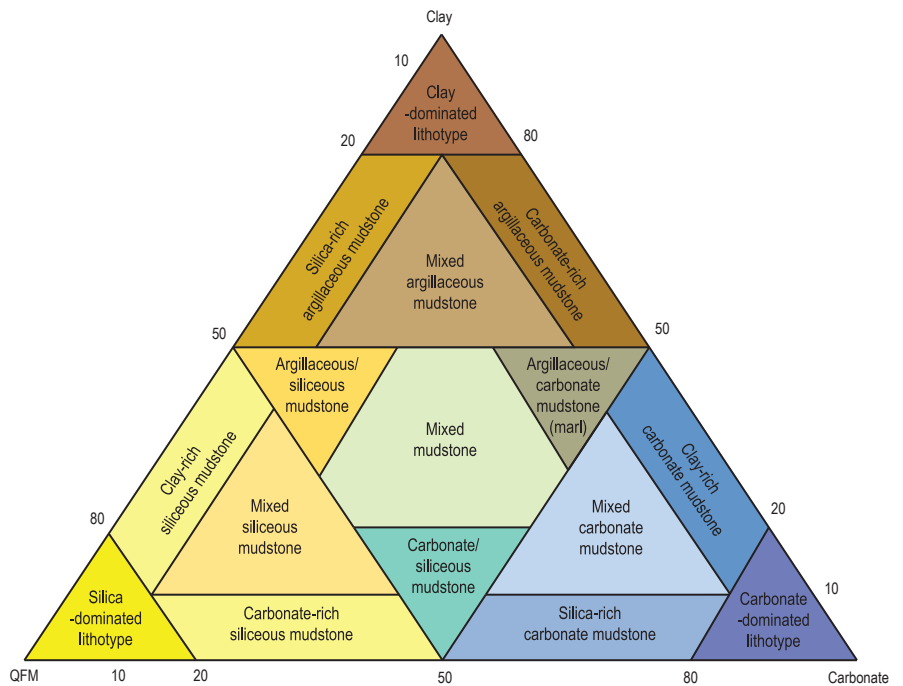 Clay
10
Clay
-dominated
lithotype
20
80
Silica-rich
argillaceous mudstone
Carbonate-rich
argillaceous mudstone
Mixed
argillaceous
mudstone
50
50
Argillaceous/
siliceous
mudstone
Argillaceous/
carbonate
mudstone
(marl)
Mixed
mudstone
Clay-rich
siliceous mudstone
Clay-rich
carbonate mudstone
Mixed
siliceous
mudstone
Mixed
carbonate
mudstone
80
20
Carbonate/
siliceous
mudstone
10
Silica
-dominated
lithotype
Carbonate-rich
siliceous mudstone
Silica-rich
carbonate mudstone
Carbonate
-dominated
lithotype
QFM
10
20
50
80
Carbonate